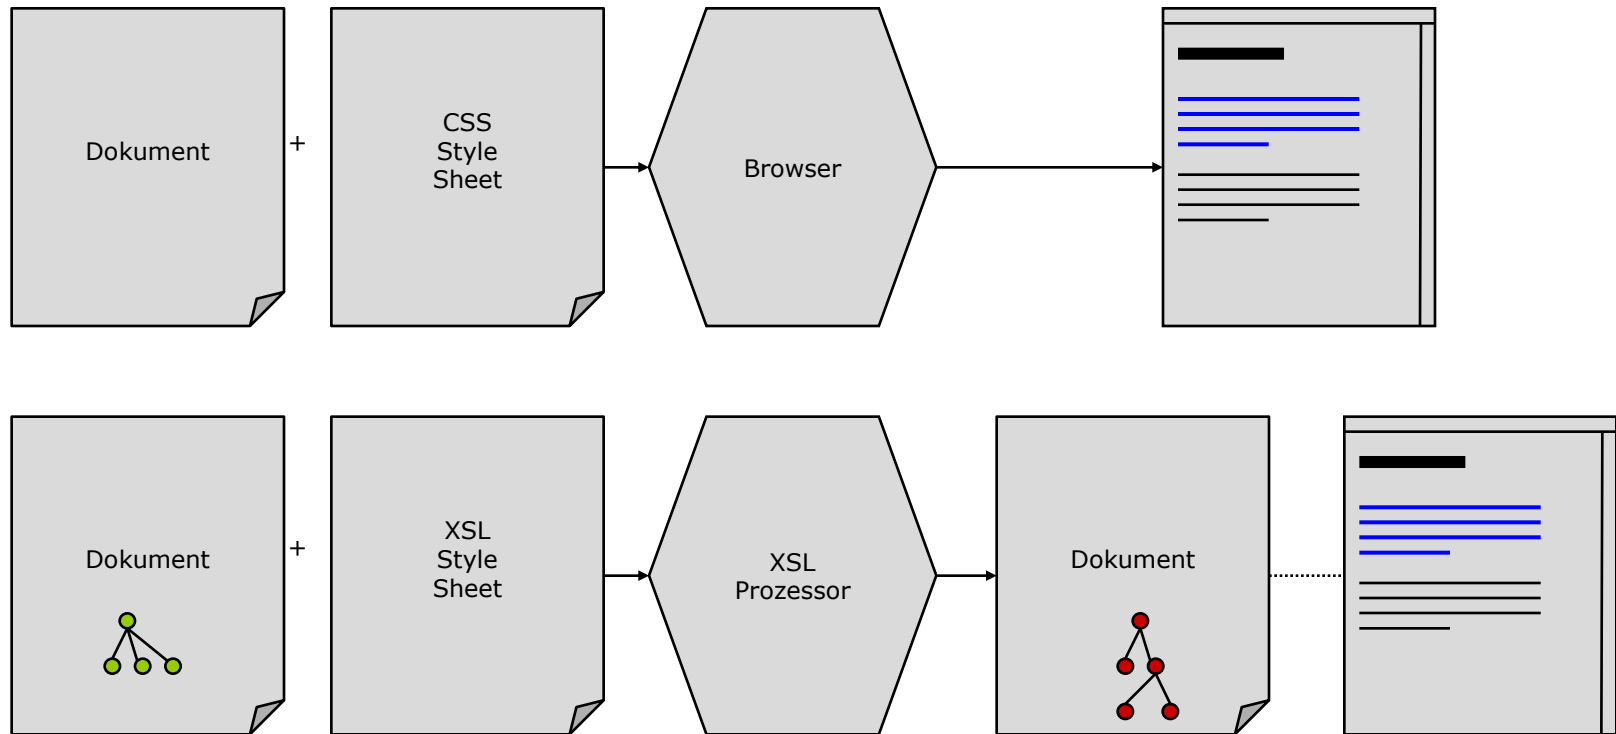 Dokument
+
CSS
Style
Sheet
Browser
Dokument
+
XSL
Style
Sheet
XSL
Prozessor
Dokument